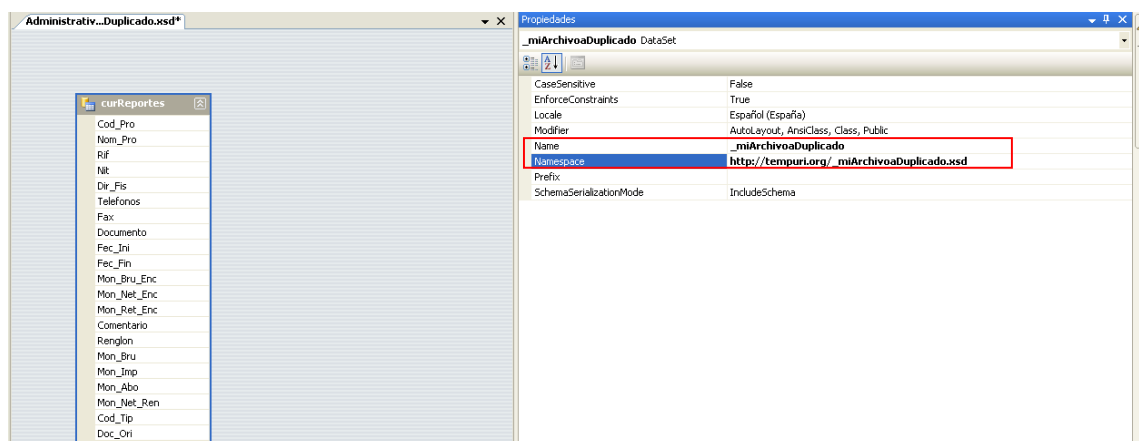 Administrativ...Duplicado.xsd*
curReportes
Cod_Pro
Nom_Pro
Rif
Nit
Dir_Fis
Telefonos
Fax
Documento
Fec_Ini
Fec_Fin
Mon_Bru_Enc
Mon_Net_Enc
Mon_Ret_Enc
Comentario
Renglon
Mon_Bru
Mon_Imp
Mon_Abo
Mon_Net_Ren
Cod_Tip
Doc_Ori
Propiedades
_miArchivoaDuplicado DataSet
CaseSensitive False
EnforceConstraints True
Locale Español (España)
Modifier AutoLayout, AnsiClass, Class, Public
Name _miArchivoaDuplicado
Namespace http://tempuri.org/_miArchivoaDuplicado.xsd
Prefix
SchemaSerializationMode IncludeSchema